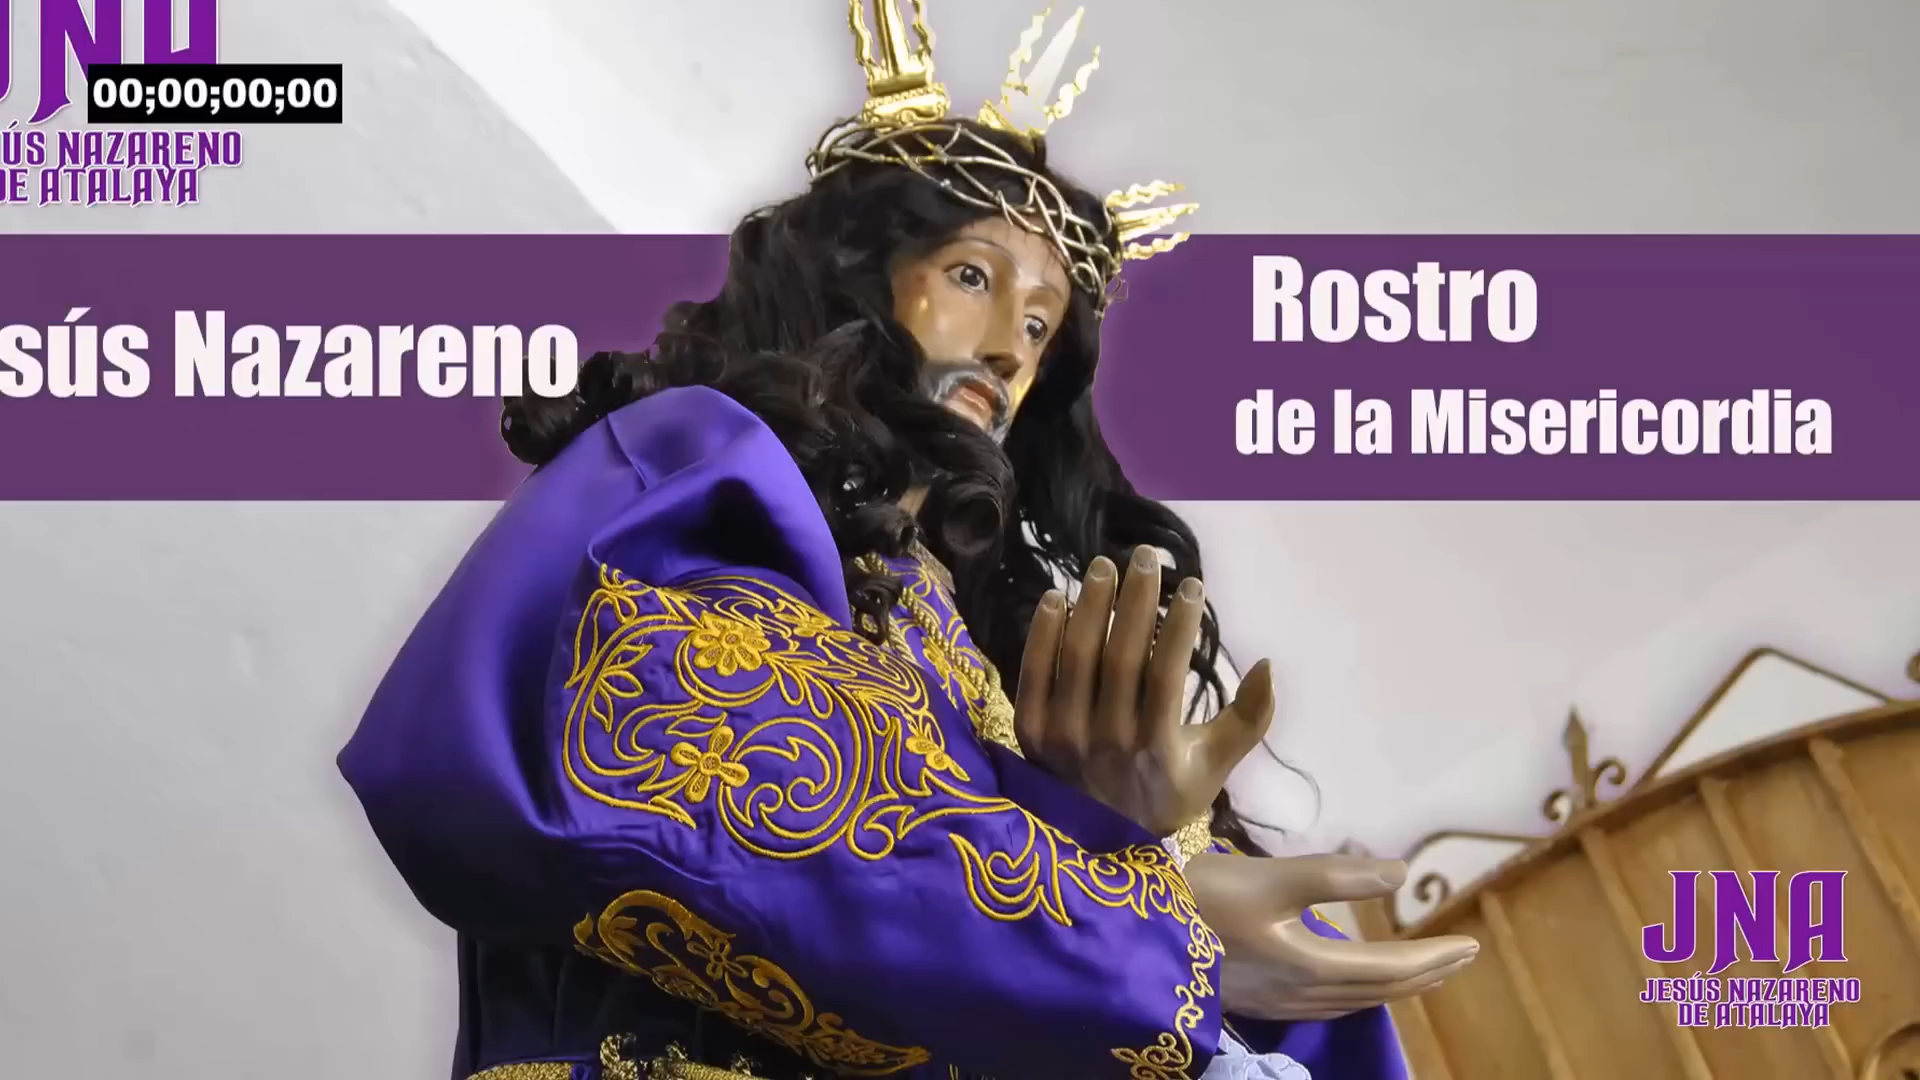 JNA
00;00;00;00
ÚS NAZARENO
DE ATALAYA
sús Nazareno
Rostro
de la Misericordia
JNA
JESÚS NAZARENO
DE ATALAYA